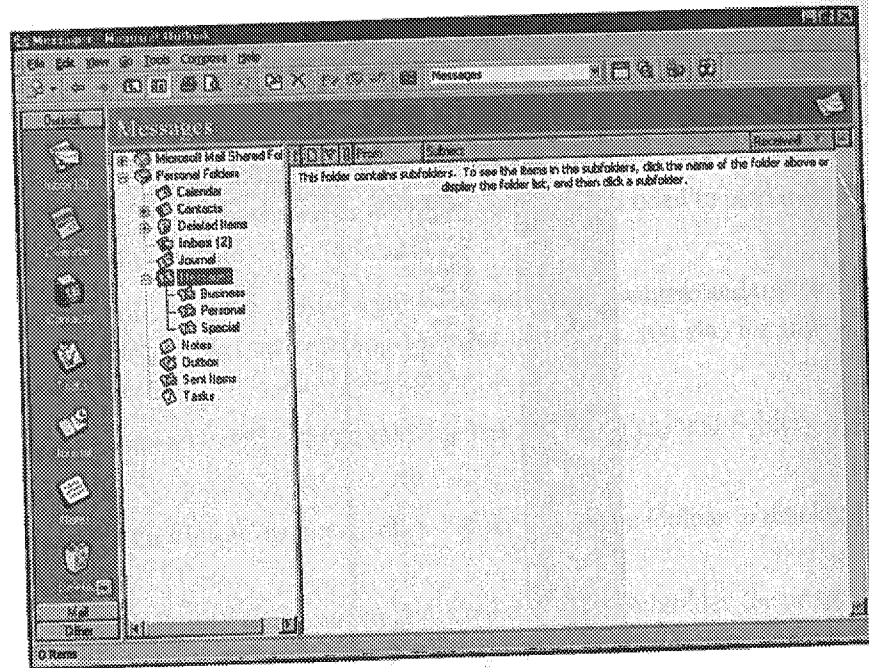 Messages - Microsoft Outlook
File Edit View Go Tools Compose Help
Messages
Outlook
Messages
Microsoft Mail Shared Fol
Personal Folders
Calendar
Contacts
Deleted Items
Inbox (2)
Journal
Messages
Business
Personal
Special
Notes
Outbox
Sent Items
Tasks
From Subject Received
This folder contains subfolders. To see the items in the subfolders, click the name of the folder above or
display the folder list, and then click a subfolder.
Journal
Notes
Mail
Other
0 Items